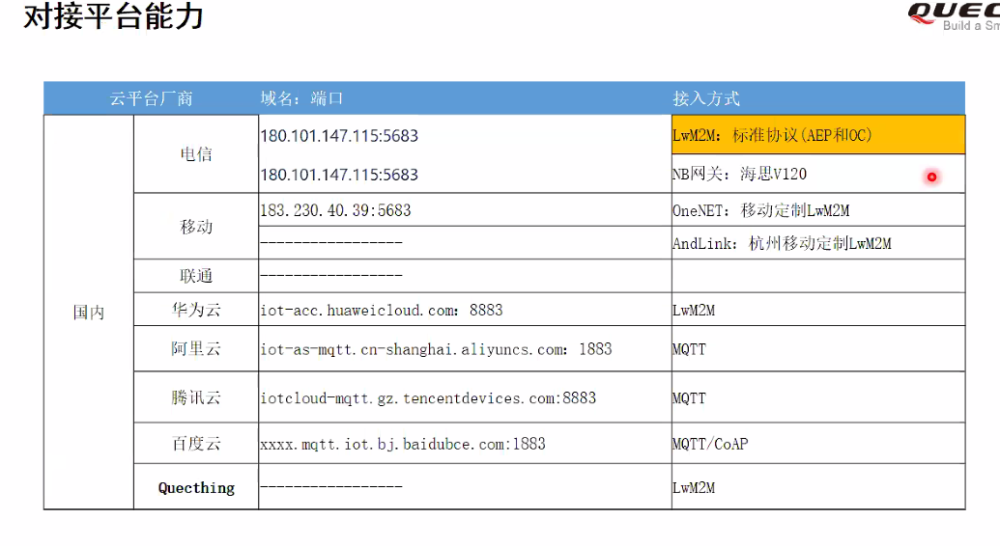 对接平台能力
QUEC
Build a Sm
云平台厂商 域名：端口 接入方式
国内
电信 180.101.147.115:5683 LwM2M：标准协议(AEP和OC)
180.101.147.115:5683 NB网关：海思V120
移动 183.230.40.39:5683 OneNET：移动定制LwM2M
----------------- AndLink：杭州移动定制LwM2M
联通 -----------------
华为云 iot-acc.huaweicloud.com：8883 LwM2M
阿里云 iot-as-mqtt.cn-shanghai.aliyuncs.com：1883 MQTT
腾讯云 iotcloud-mqtt.gz.tencentdevices.com:8883 MQTT
百度云 xxxx.mqtt.iot.bj.baidubce.com:1883 MQTT/CoAP
Quecthing ----------------- LwM2M